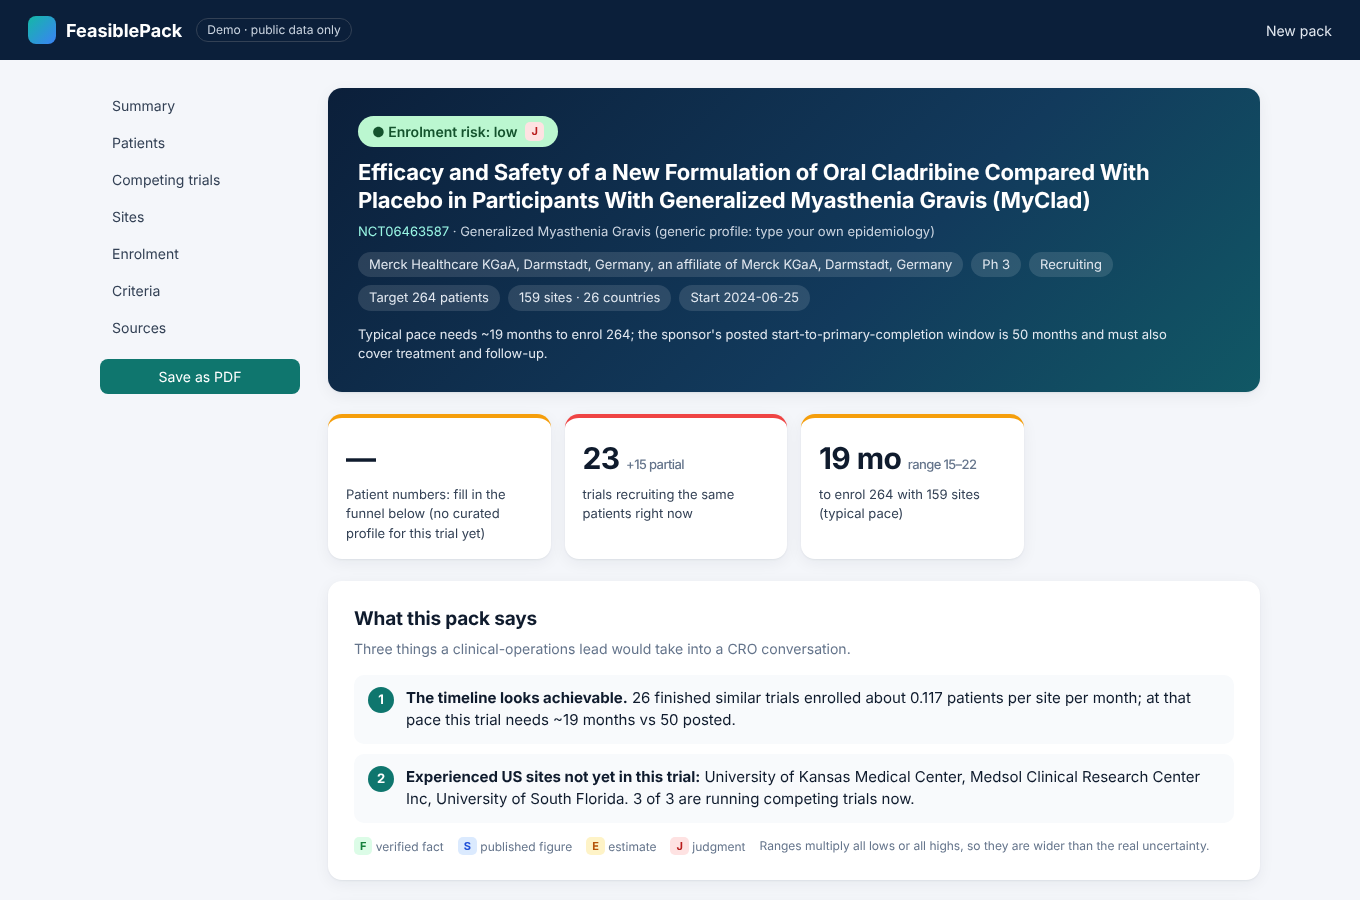 FeasiblePack
Demo · public data only
New pack
Summary
Patients
Competing trials
Sites
Enrolment
Criteria
Sources
Save as PDF
Enrolment risk: low J
Efficacy and Safety of a New Formulation of Oral Cladribine Compared With
Placebo in Participants With Generalized Myasthenia Gravis (MyClad)
NCT06463587 · Generalized Myasthenia Gravis (generic profile: type your own epidemiology)
Merck Healthcare KGaA, Darmstadt, Germany, an affiliate of Merck KGaA, Darmstadt, Germany
Ph 3
Recruiting
Target 264 patients
159 sites · 26 countries
Start 2024-06-25
Typical pace needs ~19 months to enrol 264; the sponsor's posted start-to-primary-completion window is 50 months and must also
cover treatment and follow-up.
—
Patient numbers: fill in the
funnel below (no curated
profile for this trial yet)
23 +15 partial
trials recruiting the same
patients right now
19 mo range 15–22
to enrol 264 with 159 sites
(typical pace)
What this pack says
Three things a clinical-operations lead would take into a CRO conversation.
1 The timeline looks achievable. 26 finished similar trials enrolled about 0.117 patients per site per month; at that
pace this trial needs ~19 months vs 50 posted.
2 Experienced US sites not yet in this trial: University of Kansas Medical Center, Medsol Clinical Research Center
Inc, University of South Florida. 3 of 3 are running competing trials now.
F verified fact S published figure E estimate J judgment Ranges multiply all lows or all highs, so they are wider than the real uncertainty.